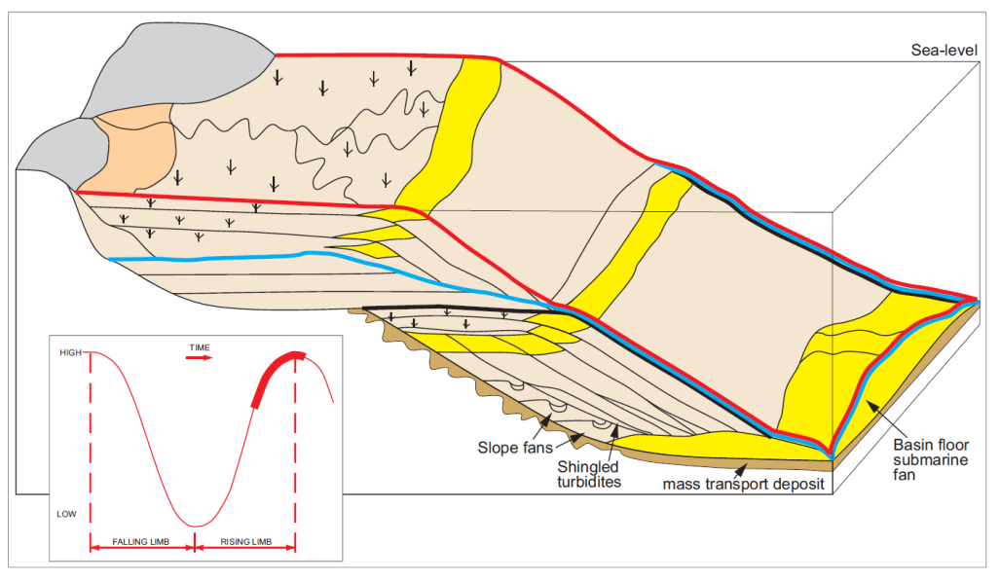 Sea-level
HIGH
TIME
LOW
FALLING LIMB
RISING LIMB
Slope fans
Shingled
turbidites
mass transport deposit
Basin floor
submarine
fan